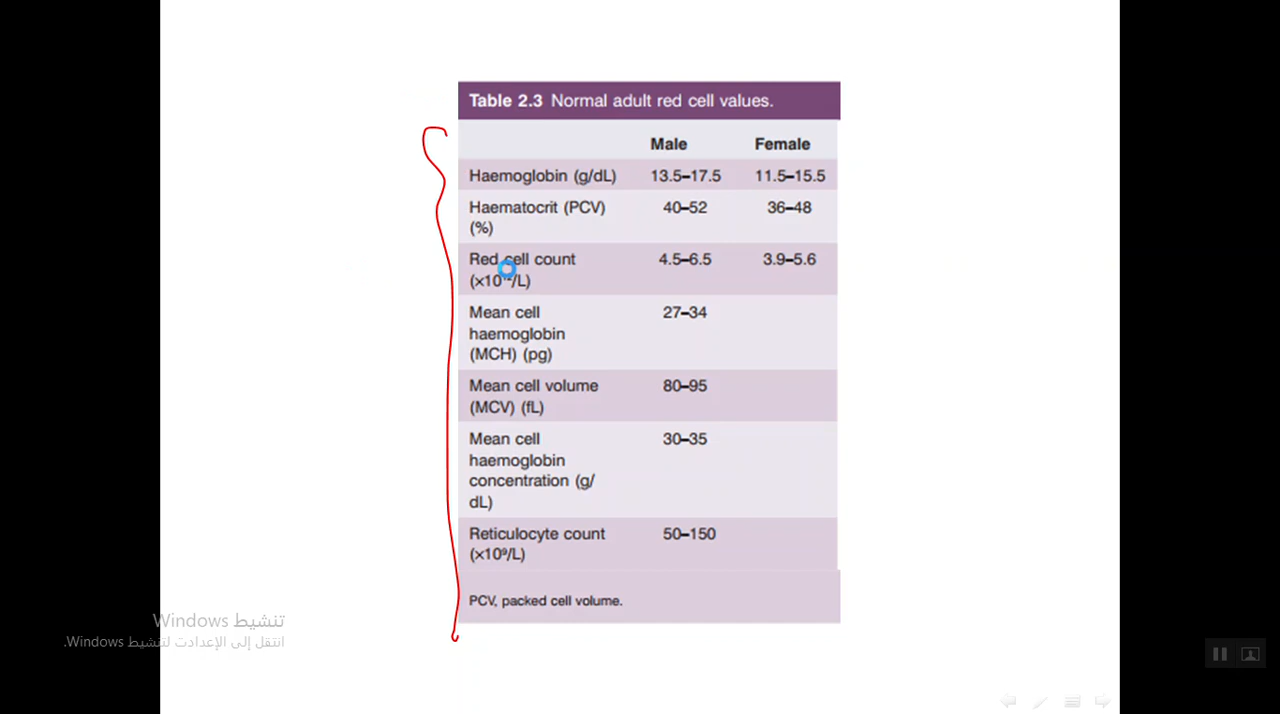 Table 2.3 Normal adult red cell values.
Male Female
Haemoglobin (g/dL) 13.5–17.5 11.5–15.5
Haematocrit (PCV) 40–52 36–48
(%)
Red cell count 4.5–6.5 3.9–5.6
(×10¹²/L)
Mean cell 27–34
haemoglobin
(MCH) (pg)
Mean cell volume 80–95
(MCV) (fL)
Mean cell 30–35
haemoglobin
concentration (g/
dL)
Reticulocyte count 50–150
(×10⁹/L)
PCV, packed cell volume.
تنشيط Windows
انتقل إلى الإعدادت لتنشيط Windows.